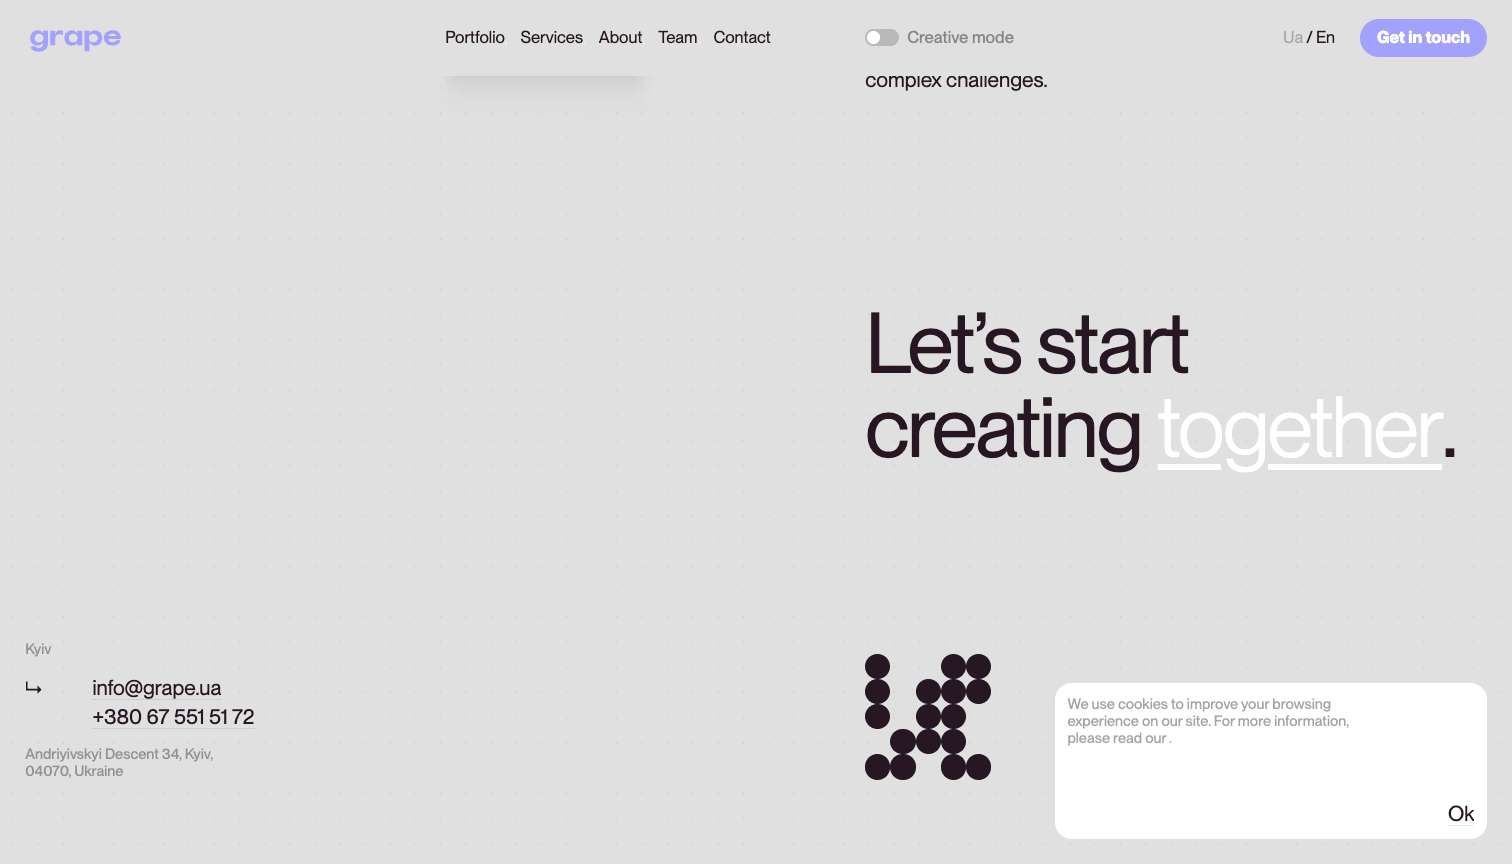 grape
Portfolio Services About Team Contact
Creative mode
Ua / En
Get in touch
complex challenges.
Let’s start
creating together.
Kyiv
info@grape.ua
+380 67 551 51 72
Andriyivskyi Descent 34, Kyiv,
04070, Ukraine
We use cookies to improve your browsing
experience on our site. For more information,
please read our .
Ok